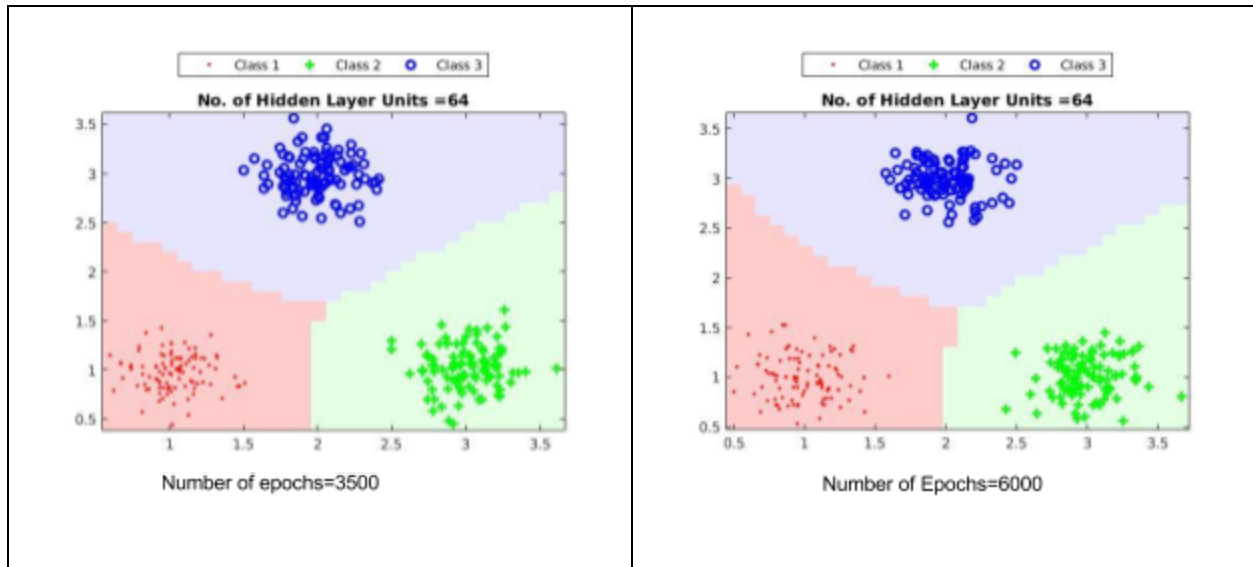 Class 1 Class 2 Class 3
No. of Hidden Layer Units =64
3.5
3
2.5
2
1.5
1
0.5
1 1.5 2 2.5 3 3.5
Number of epochs=3500
Class 1 Class 2 Class 3
No. of Hidden Layer Units =64
3.5
3
2.5
2
1.5
1
0.5
0.5 1 1.5 2 2.5 3 3.5
Number of Epochs=6000